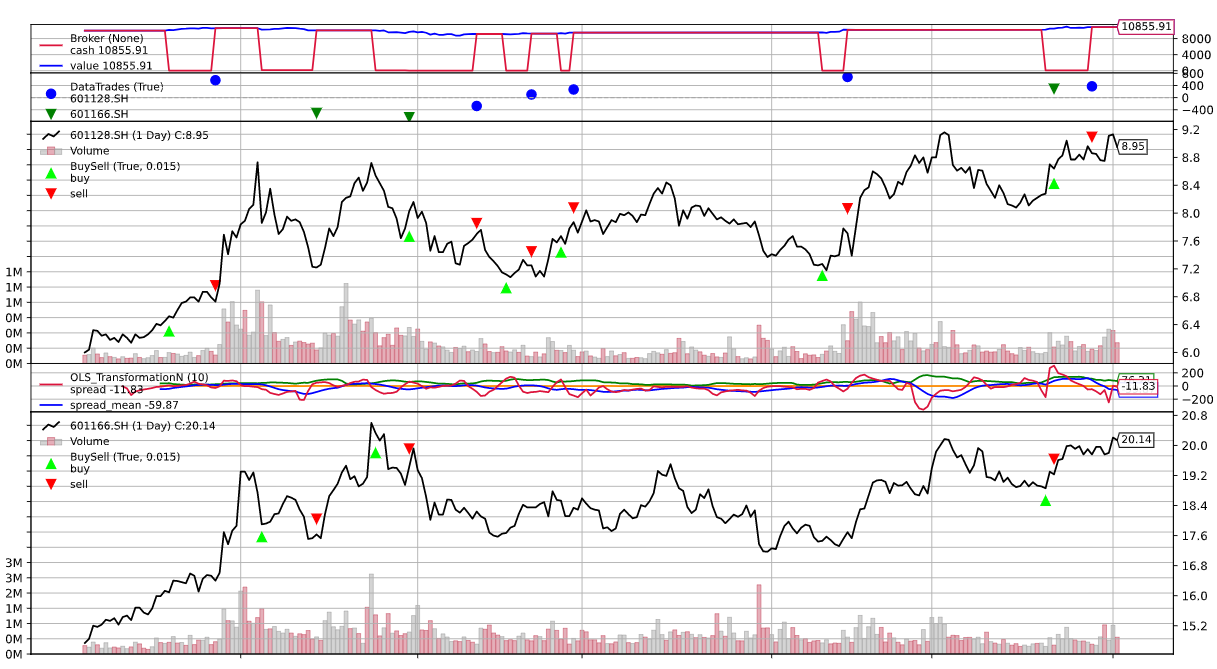 Broker (None)
cash 10855.91
value 10855.91
10855.91
8000
4000
0
DataTrades (True)
601128.SH
601166.SH
800
400
0
−400
601128.SH (1 Day) C:8.95
Volume
BuySell (True, 0.015)
buy
sell
9.2
8.95
8.8
8.4
8.0
7.6
7.2
6.8
6.4
6.0
1M
1M
1M
0M
0M
0M
0M
OLS_TransformationN (10)
spread -11.83
spread_mean -59.87
200
0
−200
-11.83
601166.SH (1 Day) C:20.14
Volume
BuySell (True, 0.015)
buy
sell
20.8
20.14
20.0
19.2
18.4
17.6
16.8
16.0
15.2
3M
3M
2M
1M
1M
0M
0M